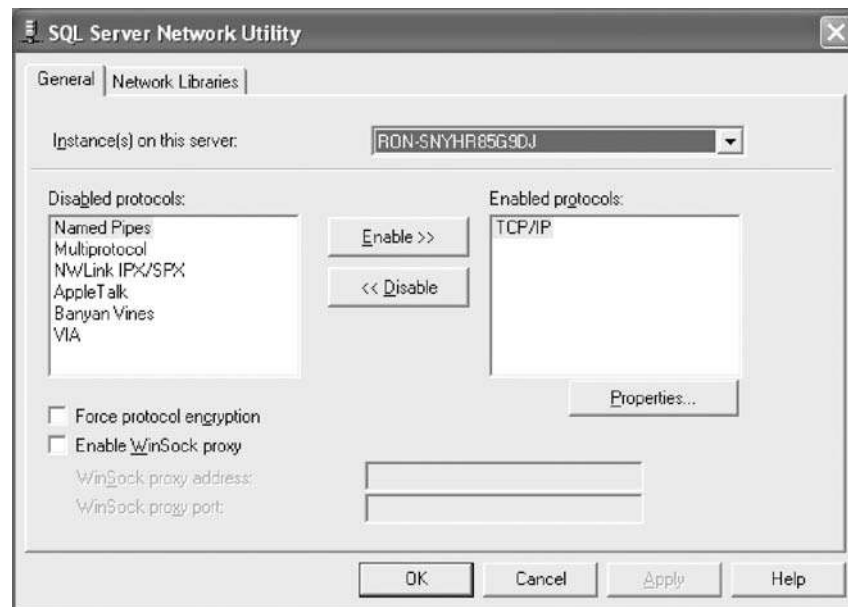 SQL Server Network Utility
General
Network Libraries
Instance(s) on this server:
RON-SNYHR85G9DJ
Disabled protocols:
Named Pipes
Multiprotocol
NWLink IPX/SPX
AppleTalk
Banyan Vines
VIA
Enable >>
<< Disable
Enabled protocols:
TCP/IP
Properties...
Force protocol encryption
Enable WinSock proxy
WinSock proxy address:
WinSock proxy port:
OK
Cancel
Apply
Help